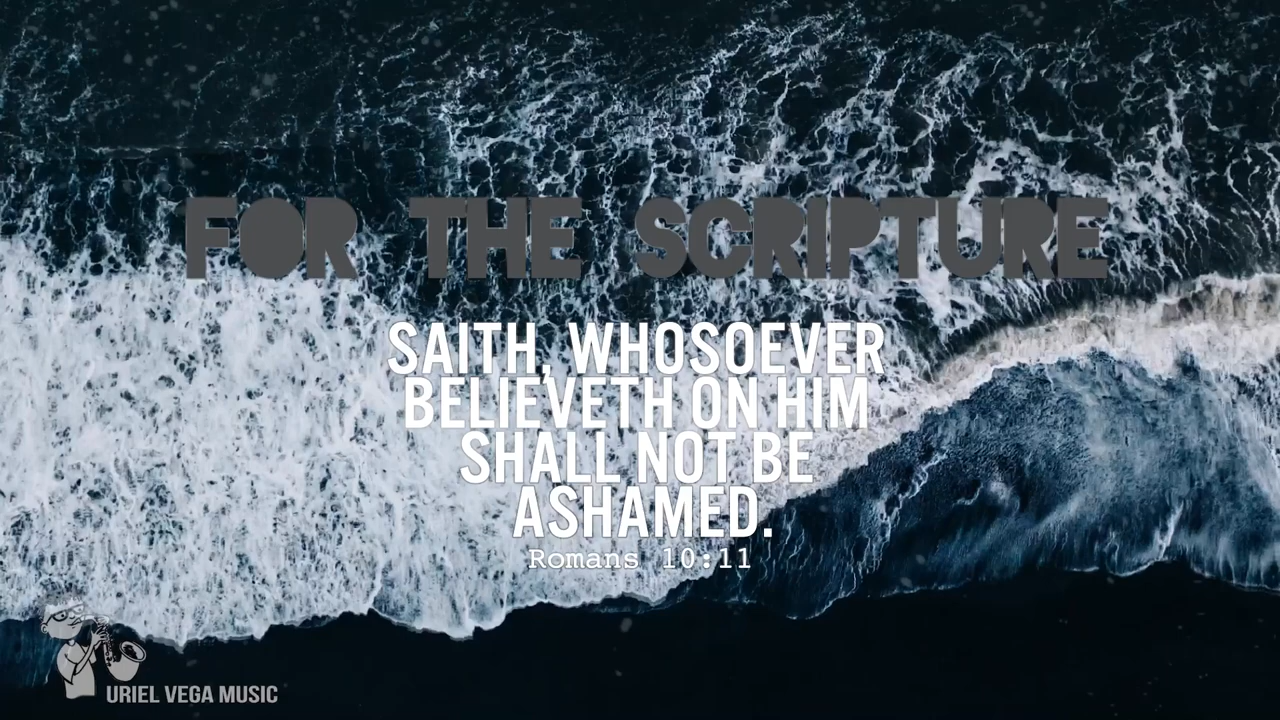 FOR THE SCRIPTURE
SAITH, WHOSOEVER
BELIEVETH ON HIM
SHALL NOT BE
ASHAMED.
Romans 10:11
URIEL VEGA MUSIC